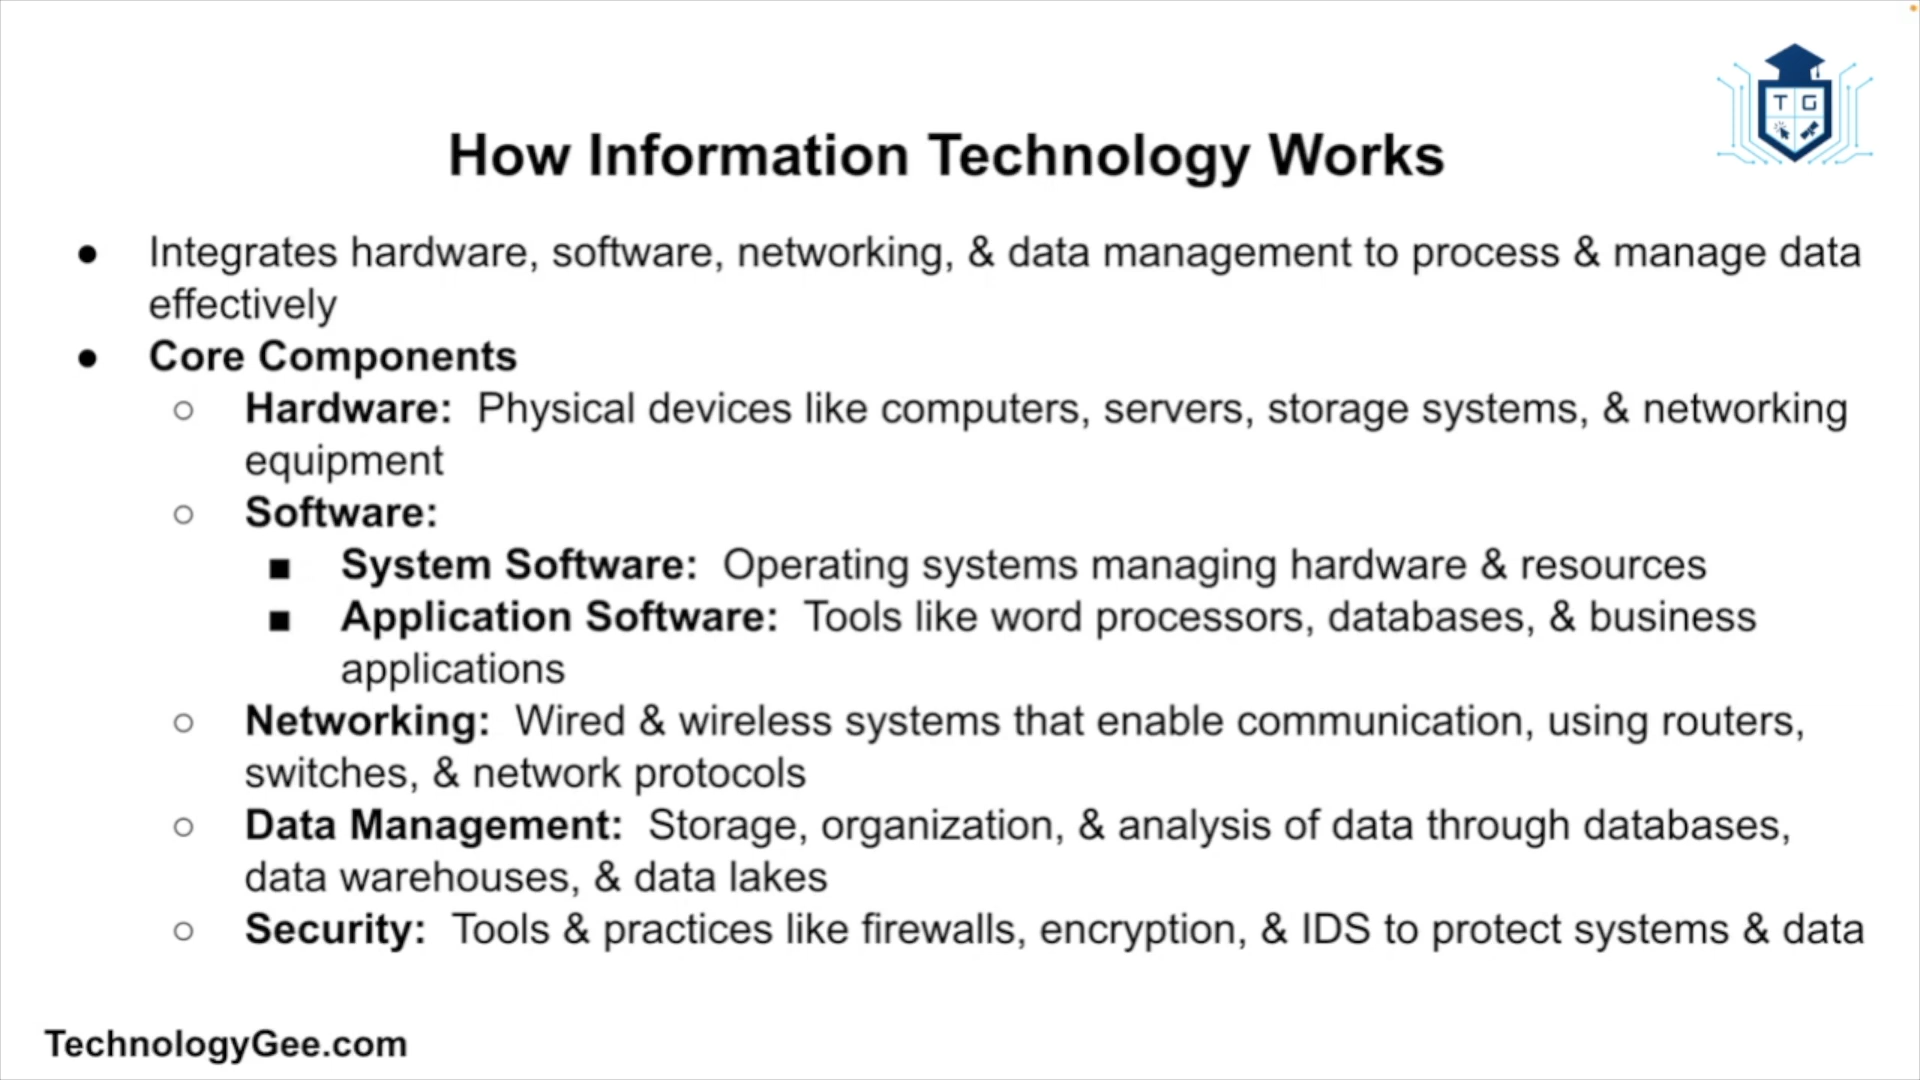 T G
How Information Technology Works
● Integrates hardware, software, networking, & data management to process & manage data
effectively
● Core Components
○ Hardware: Physical devices like computers, servers, storage systems, & networking
equipment
○ Software:
■ System Software: Operating systems managing hardware & resources
■ Application Software: Tools like word processors, databases, & business
applications
○ Networking: Wired & wireless systems that enable communication, using routers,
switches, & network protocols
○ Data Management: Storage, organization, & analysis of data through databases,
data warehouses, & data lakes
○ Security: Tools & practices like firewalls, encryption, & IDS to protect systems & data
TechnologyGee.com